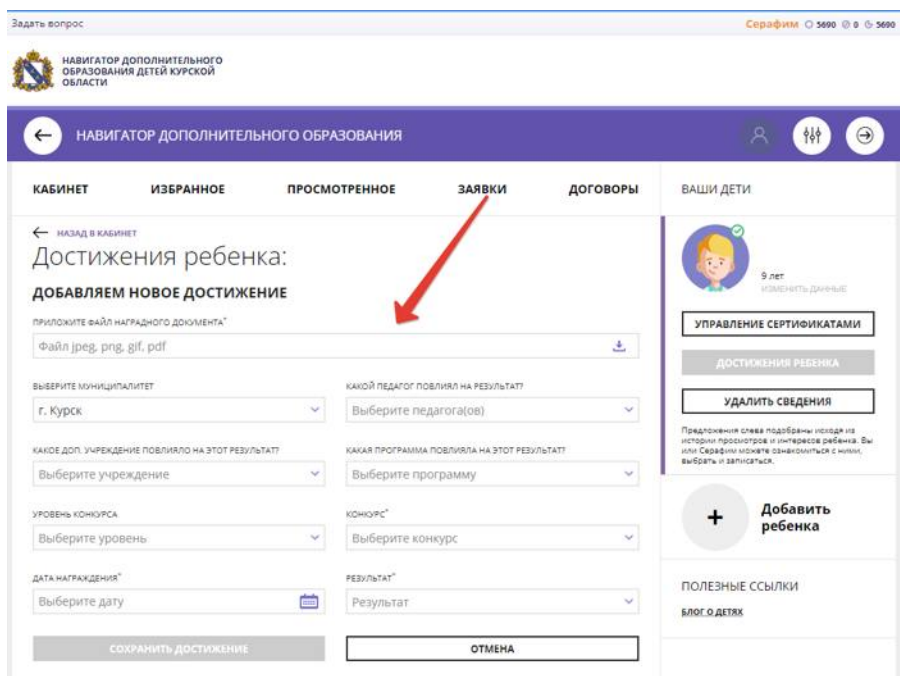 Задать вопрос
Серафим 5690 0 5690
НАВИГАТОР ДОПОЛНИТЕЛЬНОГО
ОБРАЗОВАНИЯ ДЕТЕЙ КУРСКОЙ
ОБЛАСТИ
НАВИГАТОР ДОПОЛНИТЕЛЬНОГО ОБРАЗОВАНИЯ
КАБИНЕТ ИЗБРАННОЕ ПРОСМОТРЕННОЕ ЗАЯВКИ ДОГОВОРЫ
НАЗАД В КАБИНЕТ
Достижения ребенка:
ДОБАВЛЯЕМ НОВОЕ ДОСТИЖЕНИЕ
ПРИЛОЖИТЕ ФАЙЛ НАГРАДНОГО ДОКУМЕНТА*
Файл jpeg, png, gif, pdf
ВЫБЕРИТЕ МУНИЦИПАЛИТЕТ
г. Курск
КАКОЙ ПЕДАГОГ ПОВЛИЯЛ НА РЕЗУЛЬТАТ?
Выберите педагога(ов)
КАКОЕ ДОП. УЧРЕЖДЕНИЕ ПОВЛИЯЛО НА ЭТОТ РЕЗУЛЬТАТ?
Выберите учреждение
КАКАЯ ПРОГРАММА ПОВЛИЯЛА НА ЭТОТ РЕЗУЛЬТАТ?
Выберите программу
УРОВЕНЬ КОНКУРСА
Выберите уровень
КОНКУРС*
Выберите конкурс
ДАТА НАГРАЖДЕНИЯ*
Выберите дату
РЕЗУЛЬТАТ*
Результат
СОХРАНИТЬ ДОСТИЖЕНИЕ
ОТМЕНА
ВАШИ ДЕТИ
9 лет
ИЗМЕНИТЬ ДАННЫЕ
УПРАВЛЕНИЕ СЕРТИФИКАТАМИ
ДОСТИЖЕНИЯ РЕБЕНКА
УДАЛИТЬ СВЕДЕНИЯ
Предложения слева подобраны исходя из
истории просмотров и интересов ребенка. Вы
или Серафим можете ознакомиться с ними,
выбрать и записаться.
+ Добавить
ребенка
ПОЛЕЗНЫЕ ССЫЛКИ
БЛОГ О ДЕТЯХ